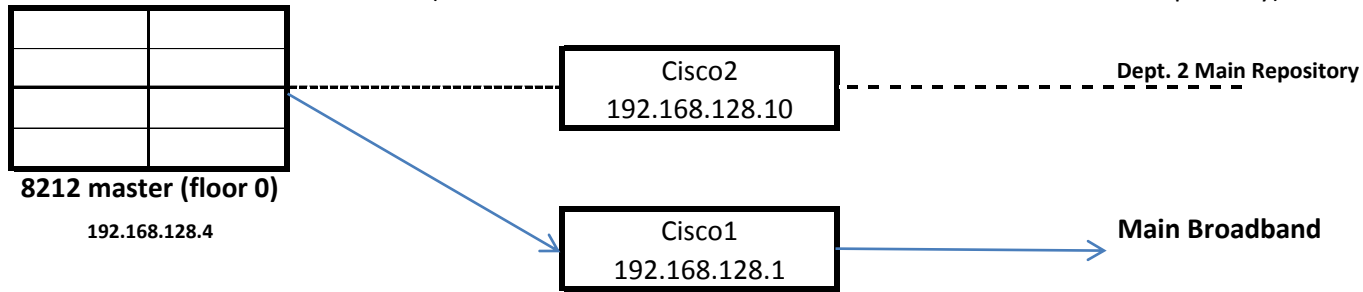 Cisco2
192.168.128.10
Dept. 2 Main Repository
8212 master (floor 0)
192.168.128.4
Cisco1
192.168.128.1
Main Broadband